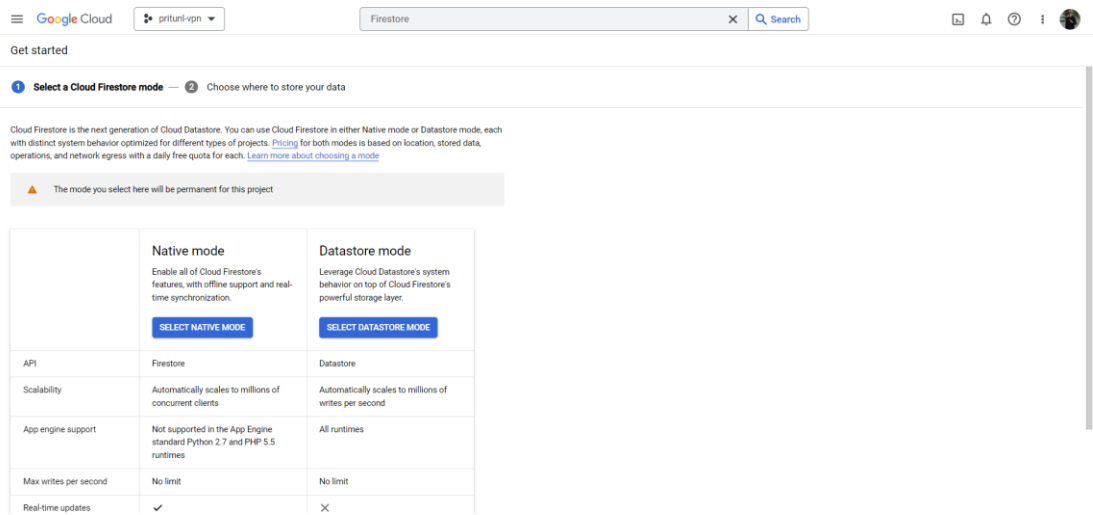 Google Cloud
pritunl-vpn
Firestore
Search
Get started
1 Select a Cloud Firestore mode — 2 Choose where to store your data
Cloud Firestore is the next generation of Cloud Datastore. You can use Cloud Firestore in either Native mode or Datastore mode, each
with distinct system behavior optimized for different types of projects. Pricing for both modes is based on location, stored data,
operations, and network egress with a daily free quota for each. Learn more about choosing a mode
The mode you select here will be permanent for this project
Native mode
Enable all of Cloud Firestore's
features, with offline support and real-
time synchronization.
SELECT NATIVE MODE
Datastore mode
Leverage Cloud Datastore's system
behavior on top of Cloud Firestore's
powerful storage layer.
SELECT DATASTORE MODE
API
Firestore
Datastore
Scalability
Automatically scales to millions of
concurrent clients
Automatically scales to millions of
writes per second
App engine support
Not supported in the App Engine
standard Python 2.7 and PHP 5.5
runtimes
All runtimes
Max writes per second
No limit
No limit
Real-time updates